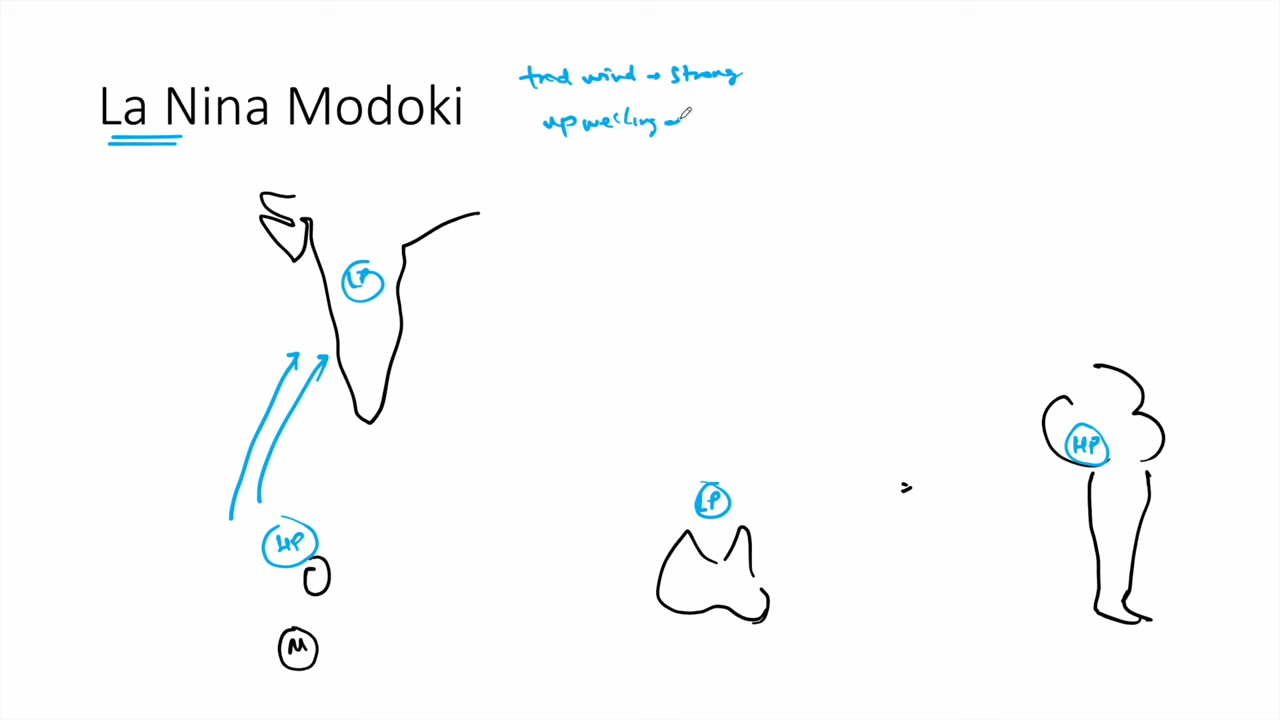 La Nina Modoki
trad wind → strong
upwelling →
LP
HP
LP
HP
M